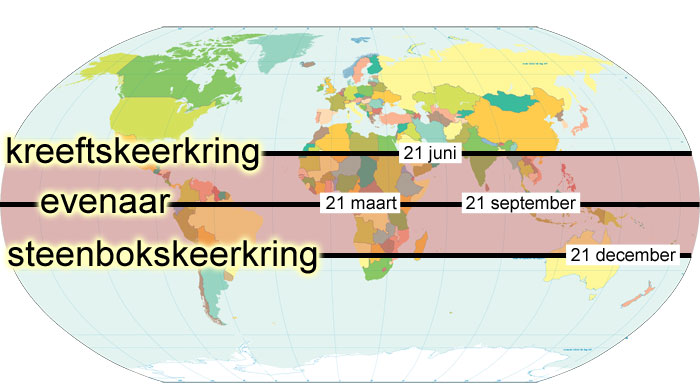 kreeftskeerkring 21 juni
evenaar 21 maart 21 september
steenbokskeerkring 21 december